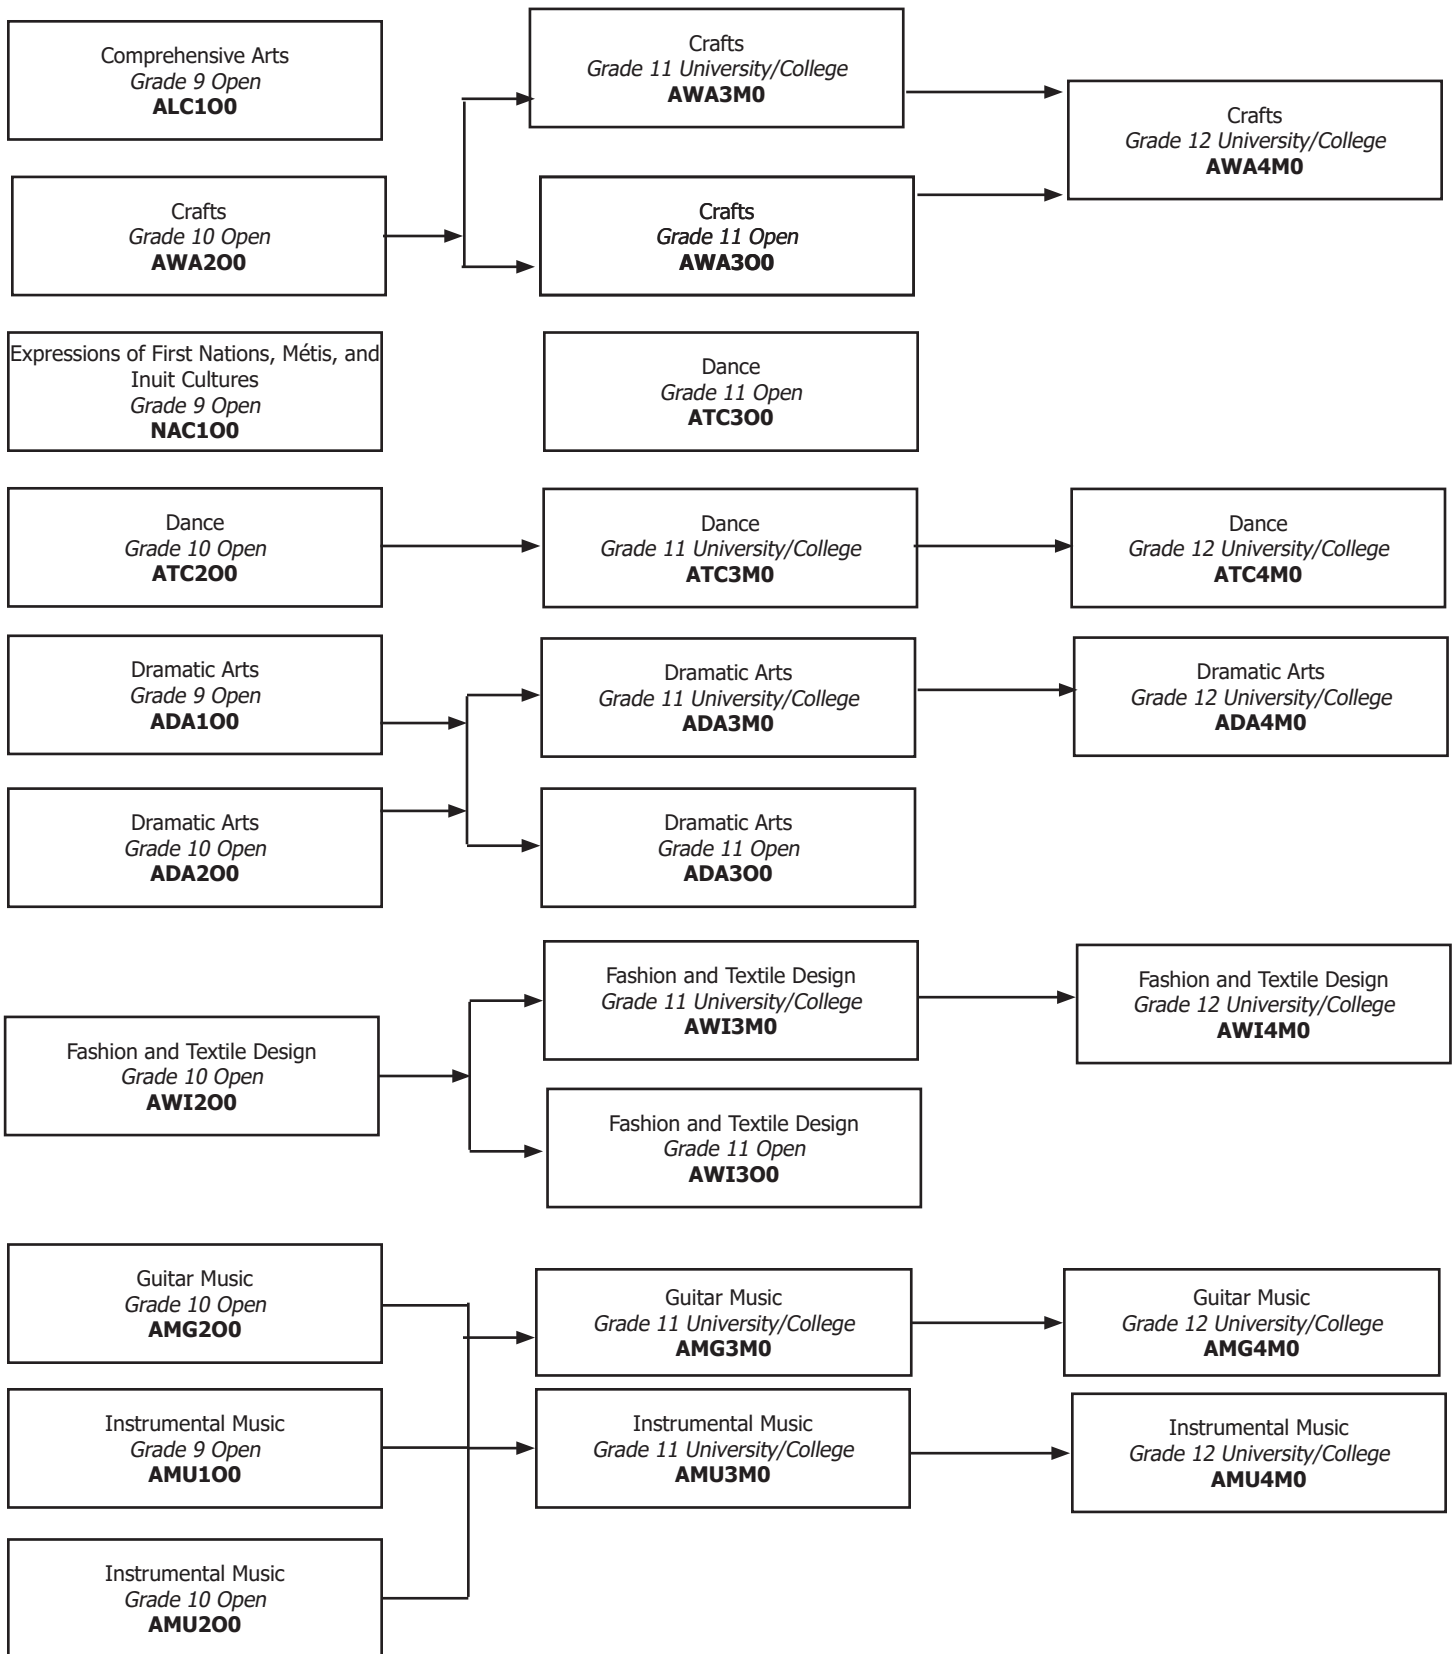 Comprehensive Arts
Grade 9 Open
ALC1O0
Crafts
Grade 11 University/College
AWA3M0
Crafts
Grade 12 University/College
AWA4M0
Crafts
Grade 10 Open
AWA2O0
Crafts
Grade 11 Open
AWA3O0
Expressions of First Nations, Métis, and
Inuit Cultures
Grade 9 Open
NAC1O0
Dance
Grade 11 Open
ATC3O0
Dance
Grade 10 Open
ATC2O0
Dance
Grade 11 University/College
ATC3M0
Dance
Grade 12 University/College
ATC4M0
Dramatic Arts
Grade 9 Open
ADA1O0
Dramatic Arts
Grade 11 University/College
ADA3M0
Dramatic Arts
Grade 12 University/College
ADA4M0
Dramatic Arts
Grade 10 Open
ADA2O0
Dramatic Arts
Grade 11 Open
ADA3O0
Fashion and Textile Design
Grade 10 Open
AWI2O0
Fashion and Textile Design
Grade 11 University/College
AWI3M0
Fashion and Textile Design
Grade 12 University/College
AWI4M0
Fashion and Textile Design
Grade 11 Open
AWI3O0
Guitar Music
Grade 10 Open
AMG2O0
Guitar Music
Grade 11 University/College
AMG3M0
Guitar Music
Grade 12 University/College
AMG4M0
Instrumental Music
Grade 9 Open
AMU1O0
Instrumental Music
Grade 11 University/College
AMU3M0
Instrumental Music
Grade 12 University/College
AMU4M0
Instrumental Music
Grade 10 Open
AMU2O0